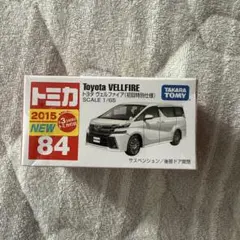 トミカ
2015
NEW
84
Toyota VELLFIRE
トヨタ ヴェルファイア(初回特別仕様)
SCALE 1/65
TAKARA
TOMY
サスペンション/後部ドア開閉